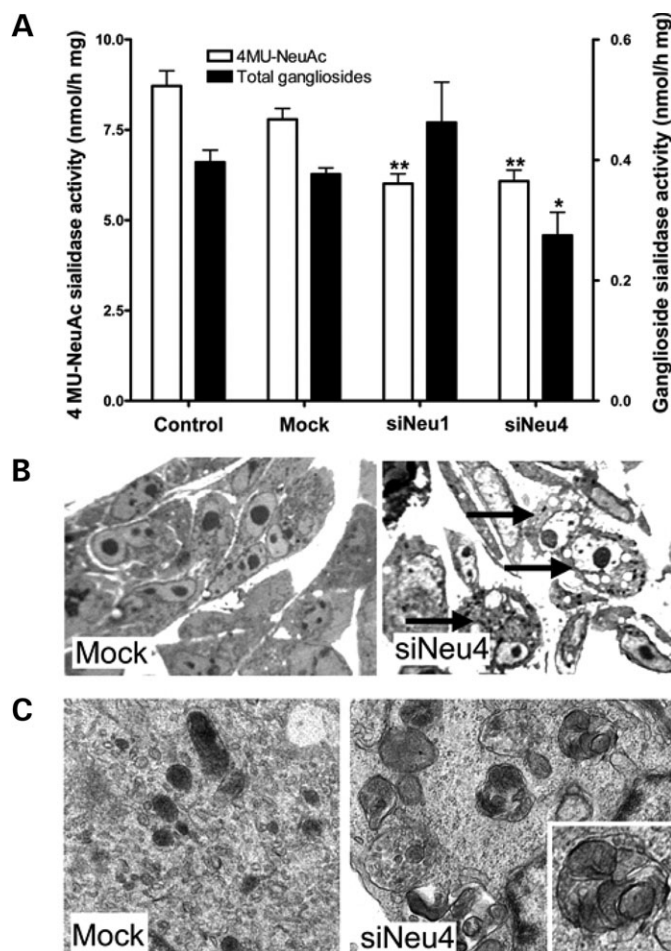 A
4 MU-NeuAc sialidase activity (nmol/h mg)
10.0
7.5
5.0
2.5
0.0
4MU-NeuAc
Total gangliosides
**
**
*
0.6
0.4
0.2
0.0
Ganglioside sialidase activity (nmol/h mg)
Control
Mock
siNeu1
siNeu4
B
Mock
siNeu4
C
Mock
siNeu4